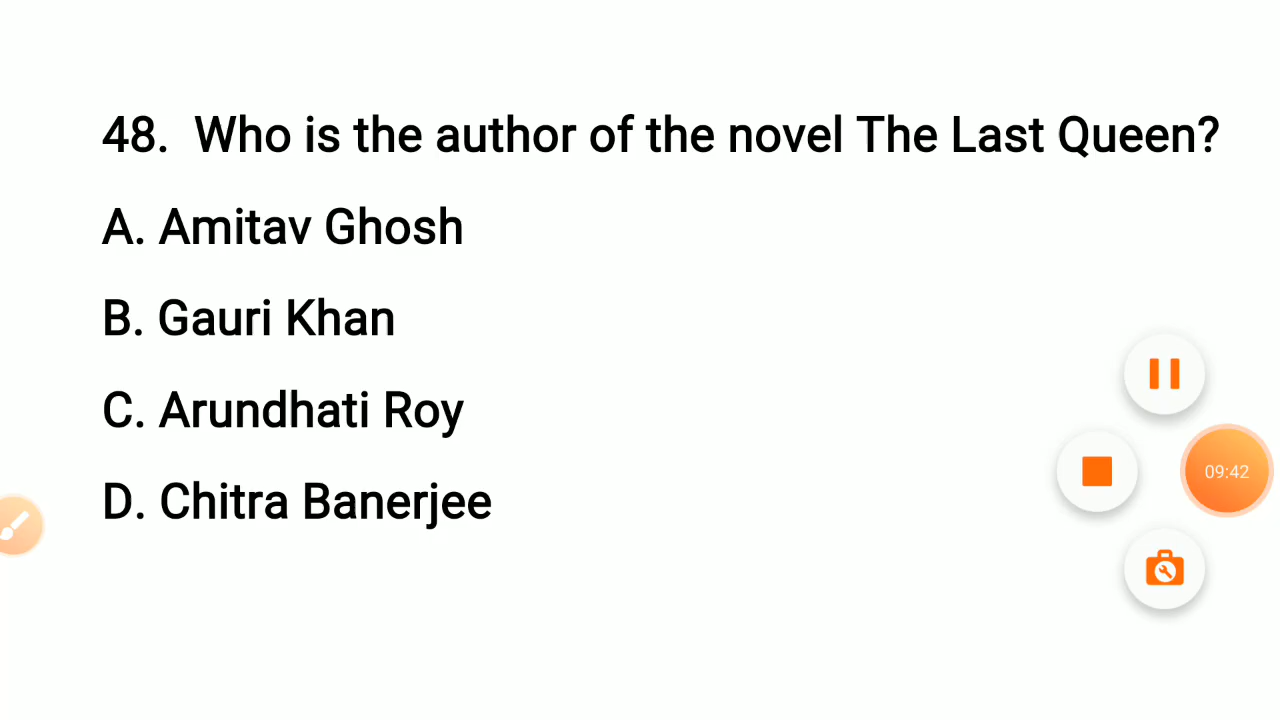 48. Who is the author of the novel The Last Queen?
A. Amitav Ghosh
B. Gauri Khan
C. Arundhati Roy
D. Chitra Banerjee
09:42